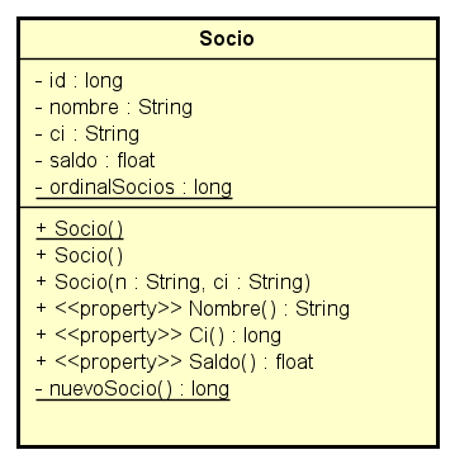 Socio
- id : long
- nombre : String
- ci : String
- saldo : float
- ordinalSocios : long
+ Socio()
+ Socio()
+ Socio(n : String, ci : String)
+ <<property>> Nombre() : String
+ <<property>> Ci() : long
+ <<property>> Saldo() : float
- nuevoSocio() : long